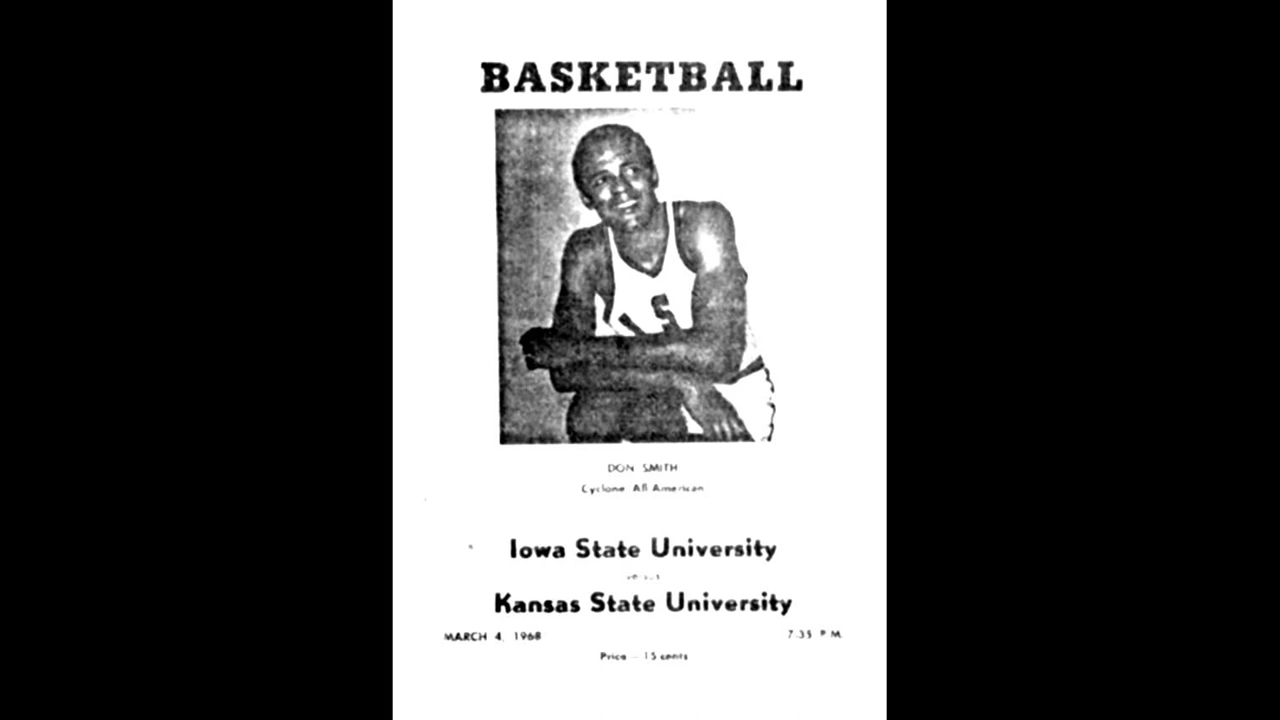 BASKETBALL
DON SMITH
Cyclone All-American
Iowa State University
versus
Kansas State University
MARCH 4, 1968 7:35 P.M.
Price — 15 cents